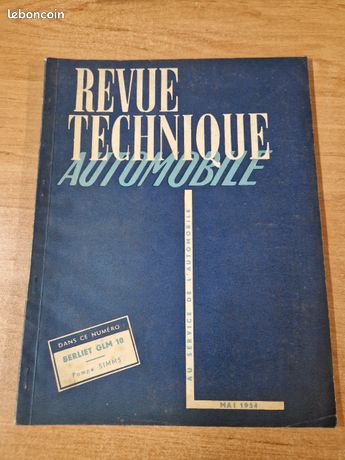 leboncoin
REVUE
TECHNIQUE
AUTOMOBILE
AU SERVICE DE L'AUTOMOBILE
DANS CE NUMÉRO :
BERLIET GLM 10
Pompe SIMMS
MAI 1954